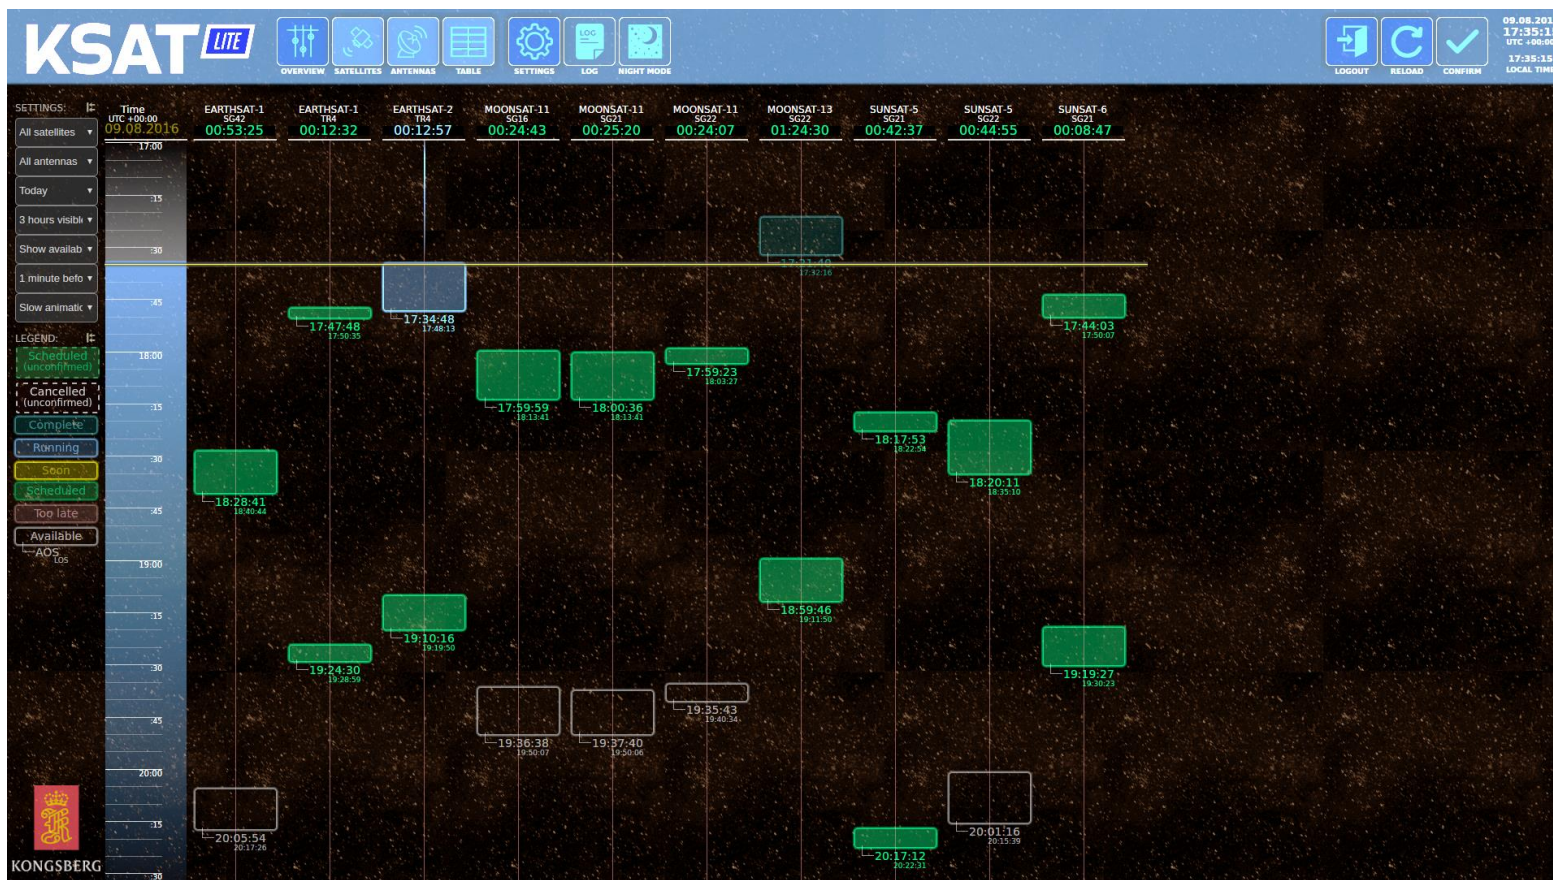 KSAT LITE
OVERVIEW SATELLITES ANTENNAS TABLE SETTINGS LOG NIGHT MODE
LOG
LOGOUT RELOAD CONFIRM
09.08.201
17:35:1
UTC +00:00
17:35:15
LOCAL TIME
SETTINGS:
All satellites
All antennas
Today
3 hours visibl
Show availab
1 minute befo
Slow animatic
LEGEND:
Scheduled
(unconfirmed)
Cancelled
(unconfirmed)
Complete
Running
Soon
Scheduled
Too late
Available
AOS
LOS
KONGSBERG
Time
UTC +00:00
09.08.2016
17:00
:15
:30
:45
18:00
:15
:30
:45
19:00
:15
:30
:45
20:00
:15
:30
EARTHSAT-1
SG42
00:53:25
18:28:41
18:40:44
20:05:54
20:17:26
EARTHSAT-1
TR4
00:12:32
17:47:48
17:50:35
19:24:30
19:28:59
EARTHSAT-2
TR4
00:12:57
17:34:48
17:48:13
19:10:16
19:19:50
MOONSAT-11
SG16
00:24:43
17:59:59
18:13:41
19:36:38
19:50:07
MOONSAT-11
SG21
00:25:20
18:00:36
18:13:41
19:37:40
19:50:06
MOONSAT-11
SG22
00:24:07
17:59:23
18:03:27
19:35:43
19:40:34
MOONSAT-13
SG22
01:24:30
17:32:16
18:59:46
19:11:50
SUNSAT-5
SG21
00:42:37
18:17:53
18:22:54
20:17:12
20:22:31
SUNSAT-5
SG22
00:44:55
18:20:11
18:35:10
20:01:16
20:15:39
SUNSAT-6
SG21
00:08:47
17:44:03
17:50:07
19:19:27
19:30:23